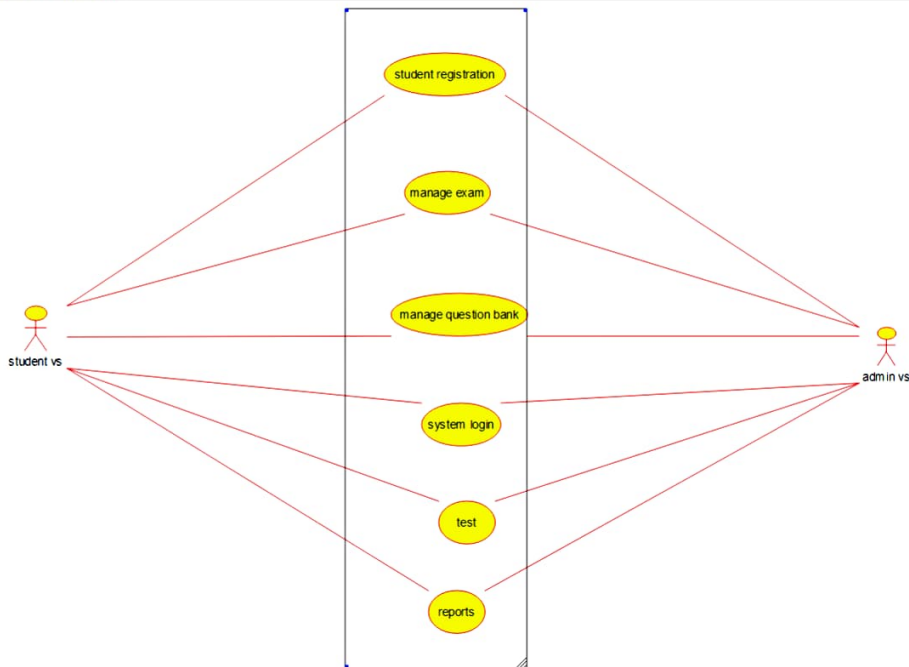 student registration
manage exam
manage question bank
student vs
admin vs
system login
test
reports